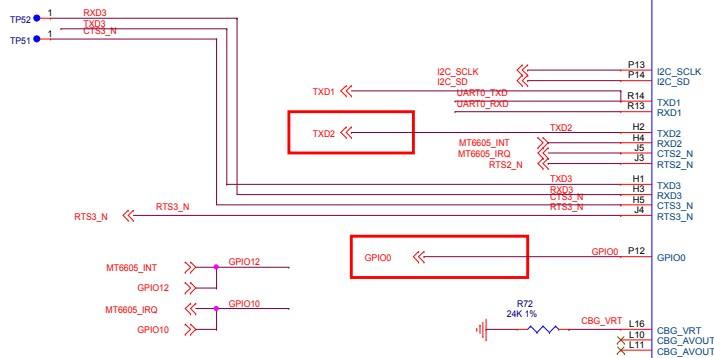 TP52 1 RXD3
TXD3
TP51 1 CTS3_N
I2C_SCLK P13 I2C_SCLK
I2C_SD P14 I2C_SD
TXD1 UART0_TXD R14 TXD1
UART0_RXD R13 RXD1
TXD2 TXD2 H2 TXD2
MT6605_INT H4 RXD2
MT6605_IRQ J5 CTS2_N
RTS2_N J3 RTS2_N
TXD3 H1 TXD3
RXD3 H3 RXD3
CTS3_N H5 CTS3_N
RTS3_N RTS3_N RTS3_N J4 RTS3_N
GPIO0 GPIO0 P12 GPIO0
MT6605_INT GPIO12
GPIO12
MT6605_IRQ GPIO10
GPIO10
R72
24K 1%
CBG_VRT L16 CBG_VRT
L10 CBG_AVOUT
L11 CBG_AVOUT